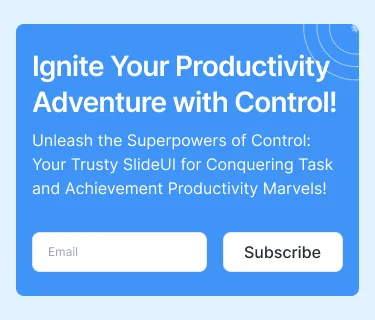 Ignite Your Productivity
Adventure with Control!
Unleash the Superpowers of Control:
Your Trusty SlideUI for Conquering Task
and Achievement Productivity Marvels!
Email
Subscribe